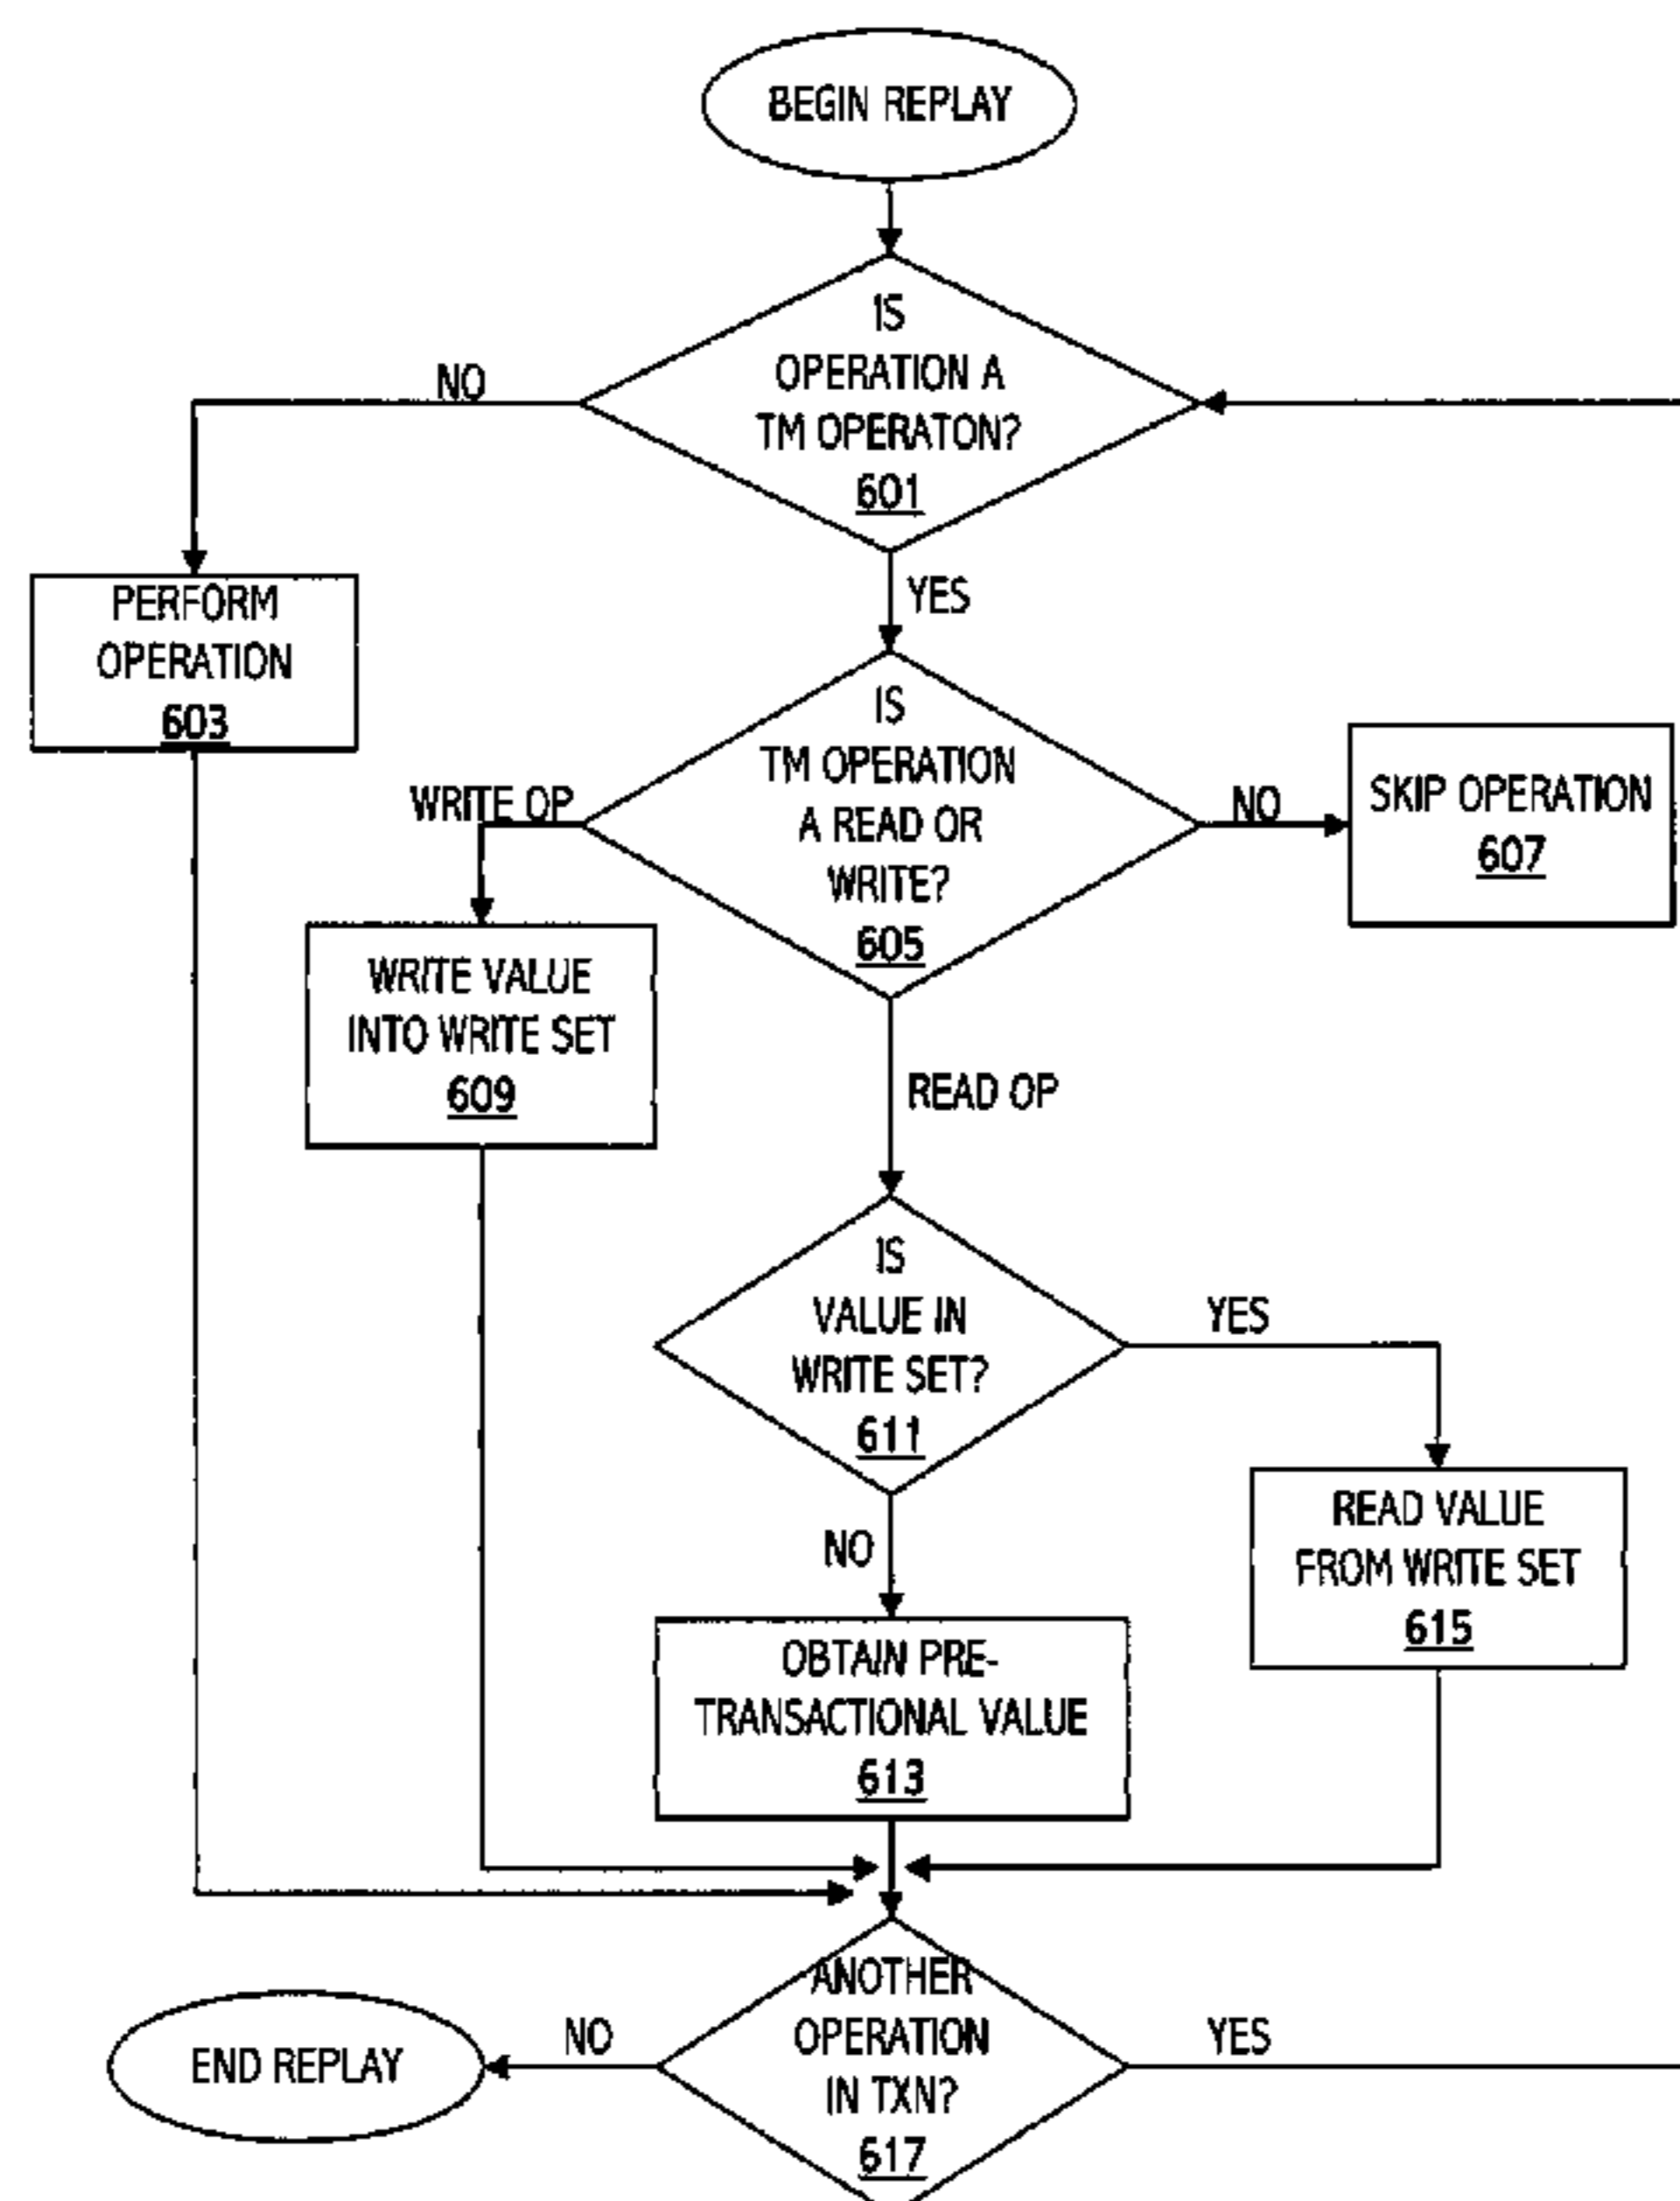 BEGIN REPLAY
IS
OPERATION A
TM OPERATON?
601
NO
YES
PERFORM
OPERATION
603
IS
TM OPERATION
A READ OR
WRITE?
605
WRITE OP
NO
SKIP OPERATION
607
WRITE VALUE
INTO WRITE SET
609
READ OP
IS
VALUE IN
WRITE SET?
611
YES
NO
READ VALUE
FROM WRITE SET
615
OBTAIN PRE-
TRANSACTIONAL VALUE
613
ANOTHER
OPERATION
IN TXN?
617
NO
YES
END REPLAY